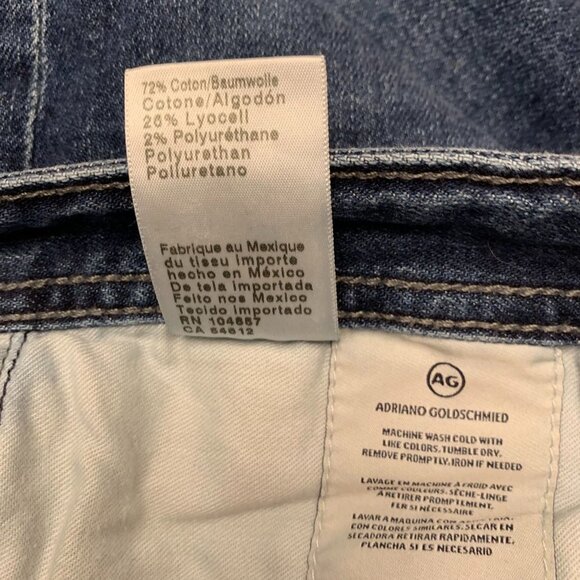 72% Coton/Baumwolle
Cotone/Algodón
26% Lyocell
2% Polyuréthane
Polyurethan
Poliuretano
Fabrique au Mexique
du tissu importe
hecho en México
De tela importada
Feito nos Mexico
Tecido importado
RN 104657
CA 54612
AG
ADRIANO GOLDSCHMIED
MACHINE WASH COLD WITH
LIKE COLORS. TUMBLE DRY.
REMOVE PROMPTLY. IRON IF NEEDED
LAVAGE EN MACHINE A FROID AVEC
COMME COULEURS. SÈCHE-LINGE
A RETIRER PROMPTEMENT.
FER SI NÉCESSAIRE
LAVAR A MAQUINA CON
CON COLORES SIMILARES. SECAR EN
SECADORA RETIRAR RAPIDAMENTE,
PLANCHA SI ES NECESARIO